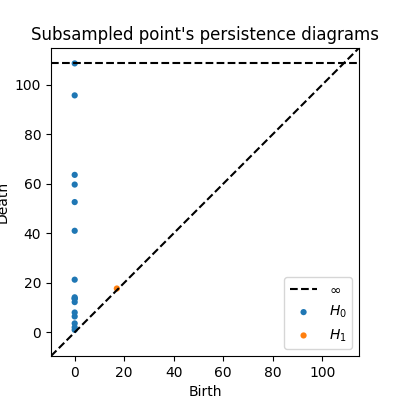 Subsampled point's persistence diagrams
Death
100
80
60
40
20
0
∞
H₀
H₁
0 20 40 60 80 100
Birth